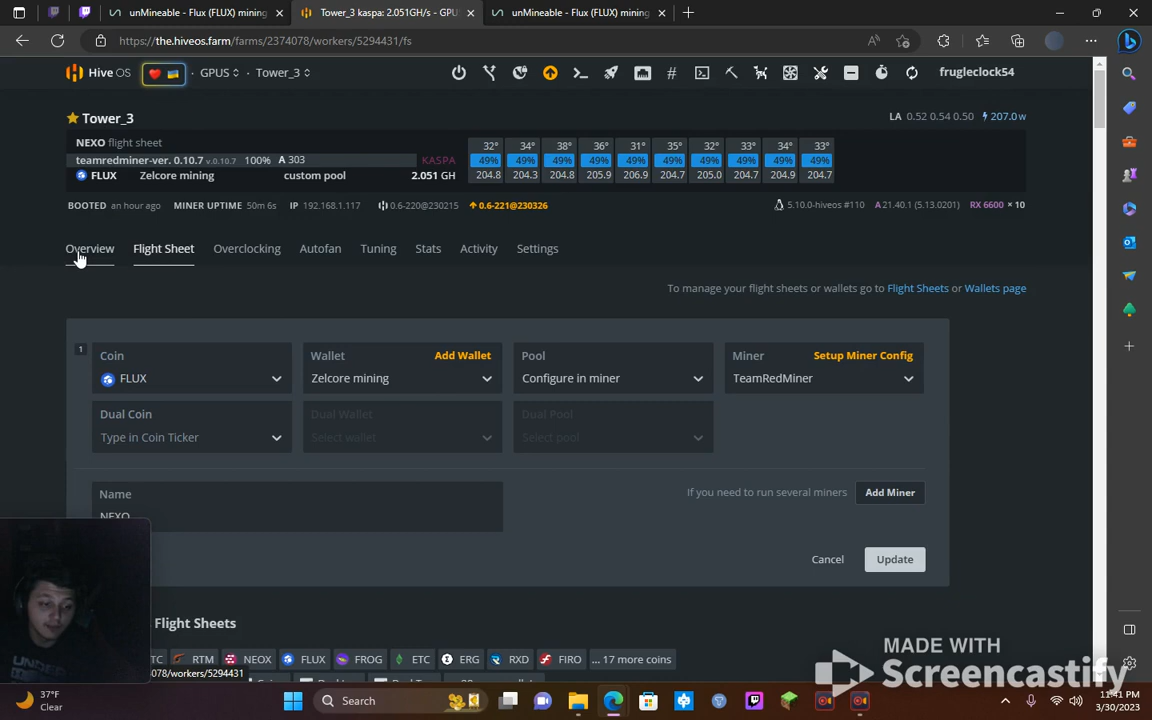 unMineable - Flux (FLUX) mining
Tower_3 kaspa: 2.051GH/s - GPU
unMineable - Flux (FLUX) mining
https://the.hiveos.farm/farms/2374078/workers/5294431/fs
Hive OS
GPUS
Tower_3
frugleclock54
Tower_3
LA 0.52 0.54 0.50 207.0 w
NEXO flight sheet
teamredminer-ver. 0.10.7 v.0.10.7 100% A 303 KASPA
FLUX Zelcore mining custom pool 2.051 GH
32° 34° 38° 36° 31° 35° 32° 33° 34° 33°
49% 49% 49% 49% 49% 49% 49% 49% 49% 49%
204.8 204.3 204.8 205.9 206.9 204.7 205.0 204.7 204.9 204.7
BOOTED an hour ago MINER UPTIME 50m 6s IP 192.168.1.117 0.6-220@230215 0.6-221@230326 5.10.0-hiveos #110 A 21.40.1 (5.13.0201) RX 6600 × 10
Overview Flight Sheet Overclocking Autofan Tuning Stats Activity Settings
To manage your flight sheets or wallets go to Flight Sheets or Wallets page
1
Coin
FLUX
Wallet Add Wallet
Zelcore mining
Pool
Configure in miner
Miner Setup Miner Config
TeamRedMiner
Dual Coin
Type in Coin Ticker
Dual Wallet
Select wallet
Dual Pool
Select pool
Name
NEXO
If you need to run several miners Add Miner
Cancel Update
Flight Sheets
TC RTM NEOX FLUX FROG ETC ERG RXD FIRO ... 17 more coins
078/workers/5294431
MADE WITH
Screencastify
37°F
Clear
Search
11:41 PM
3/30/2023